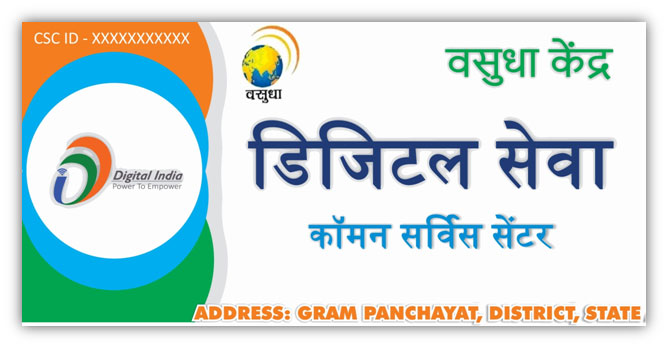 CSC ID - XXXXXXXXXXX
वसुधा
वसुधा केंद्र
Digital India
Power To Empower
डिजिटल सेवा
कॉमन सर्विस सेंटर
ADDRESS: GRAM PANCHAYAT, DISTRICT, STATE